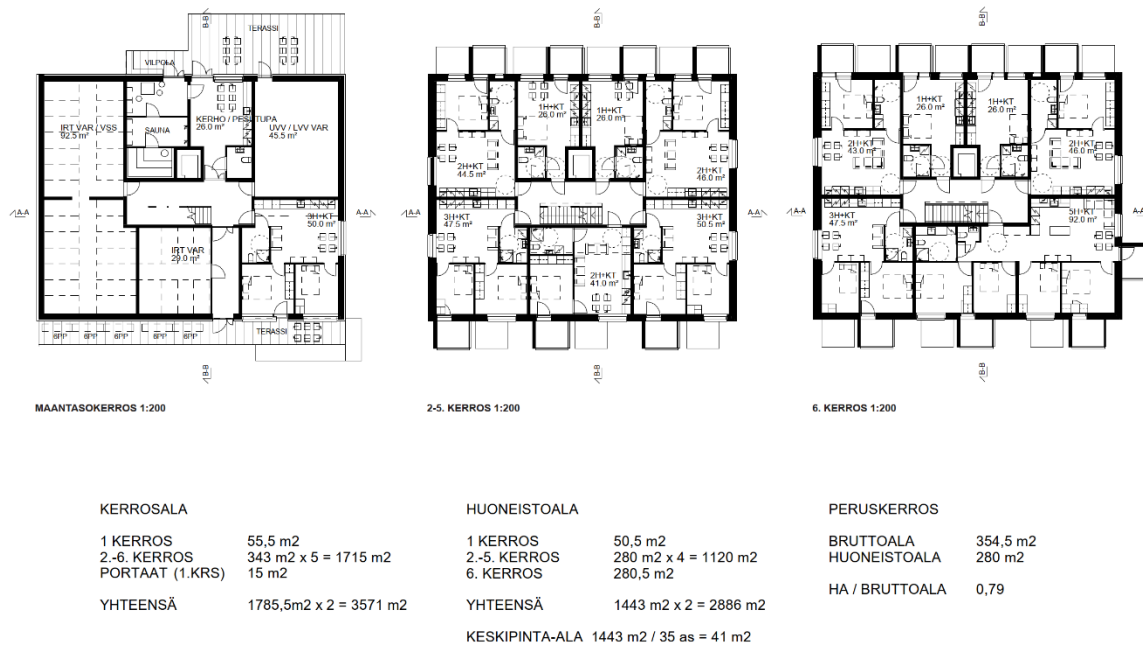 B-B
TERASSI
VILPOLA
IRT VAR / VSS
92.5 m²
SAUNA
KERHO / PESUTUPA
26.0 m²
UVV / LVV VAR
45.5 m²
A-A
A-A
3H+KT
50.0 m²
IRT VAR
29.0 m²
6PP
6PP
6PP
6PP
6PP
TERASSI
B-B
MAANTASOKERROS 1:200
B-B
1H+KT
26.0 m²
1H+KT
26.0 m²
2H+KT
44.5 m²
2H+KT
46.0 m²
A-A
A-A
3H+KT
47.5 m²
3H+KT
50.5 m²
2H+KT
41.0 m²
B-B
2-5. KERROS 1:200
B-B
1H+KT
26.0 m²
1H+KT
26.0 m²
2H+KT
43.0 m²
2H+KT
46.0 m²
A-A
A-A
3H+KT
47.5 m²
5H+KT
92.0 m²
B-B
6. KERROS 1:200
KERROSALA
1 KERROS 55,5 m2
2.-6. KERROS 343 m2 x 5 = 1715 m2
PORTAAT (1.KRS) 15 m2
YHTEENSÄ 1785,5m2 x 2 = 3571 m2
HUONEISTOALA
1 KERROS 50,5 m2
2.-5. KERROS 280 m2 x 4 = 1120 m2
6. KERROS 280,5 m2
YHTEENSÄ 1443 m2 x 2 = 2886 m2
KESKIPINTA-ALA 1443 m2 / 35 as = 41 m2
PERUSKERROS
BRUTTOALA 354,5 m2
HUONEISTOALA 280 m2
HA / BRUTTOALA 0,79